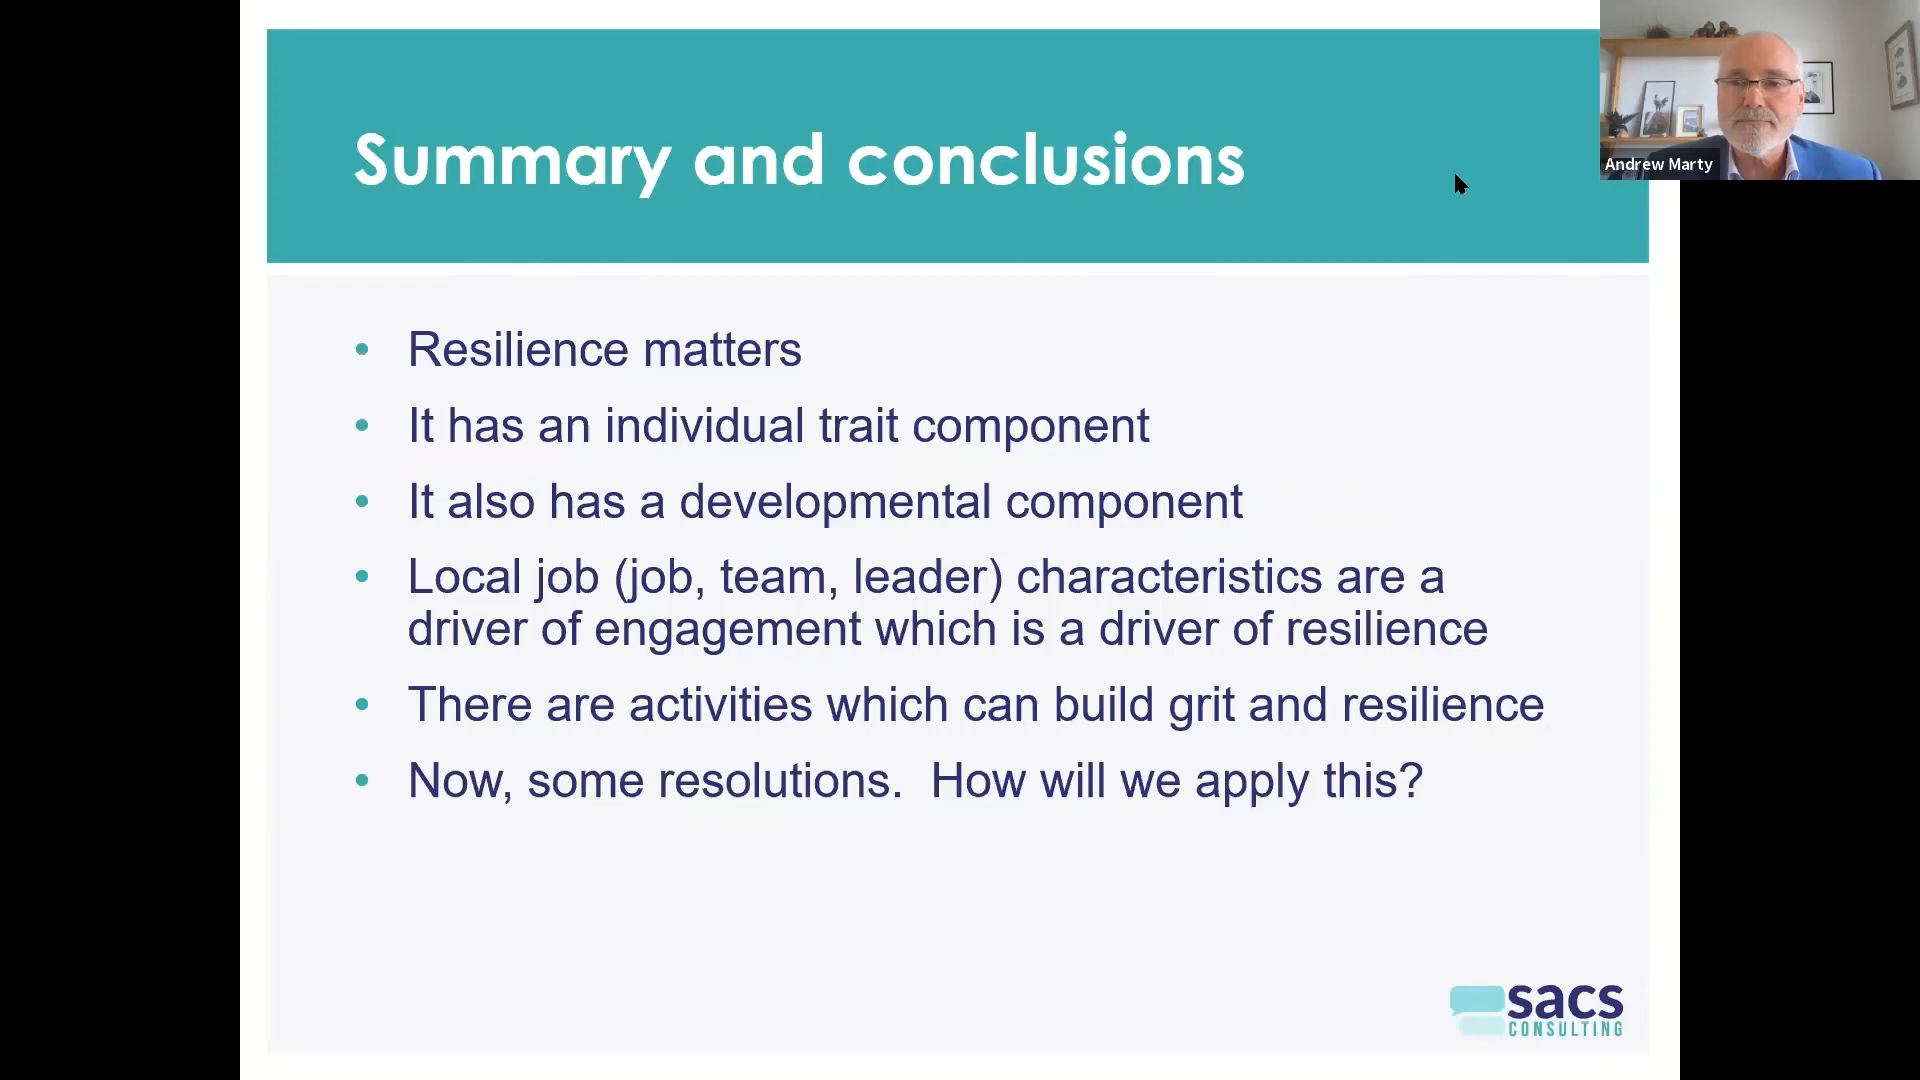 Summary and conclusions
Andrew Marty
• Resilience matters
• It has an individual trait component
• It also has a developmental component
• Local job (job, team, leader) characteristics are a
driver of engagement which is a driver of resilience
• There are activities which can build grit and resilience
• Now, some resolutions.  How will we apply this?
sacs
CONSULTING